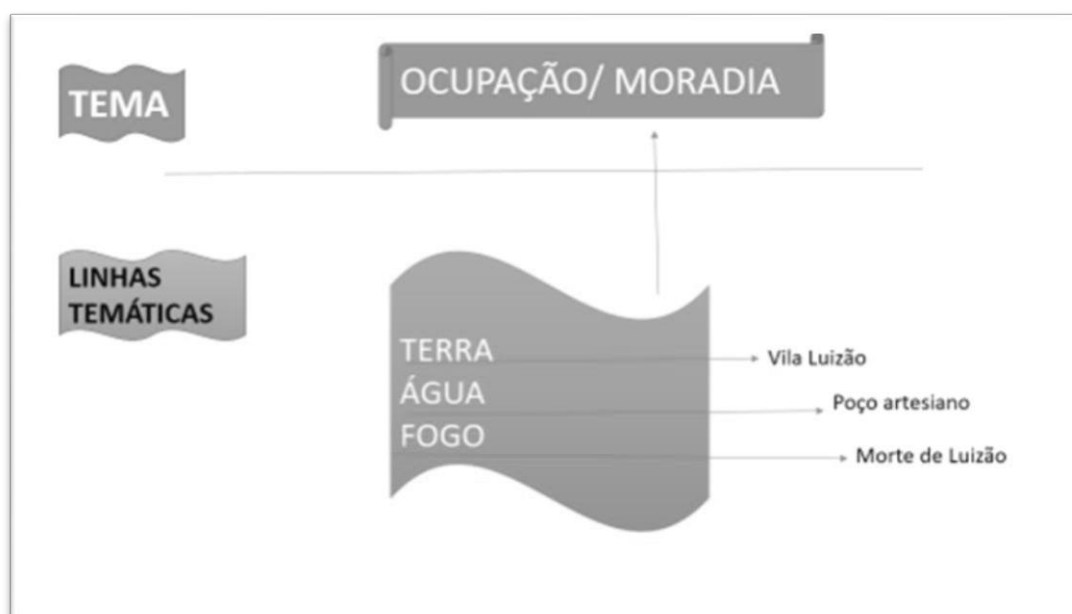 TEMA
OCUPAÇÃO/ MORADIA
LINHAS
TEMÁTICAS
TERRA
Vila Luizão
ÁGUA
Poço artesiano
FOGO
Morte de Luizão